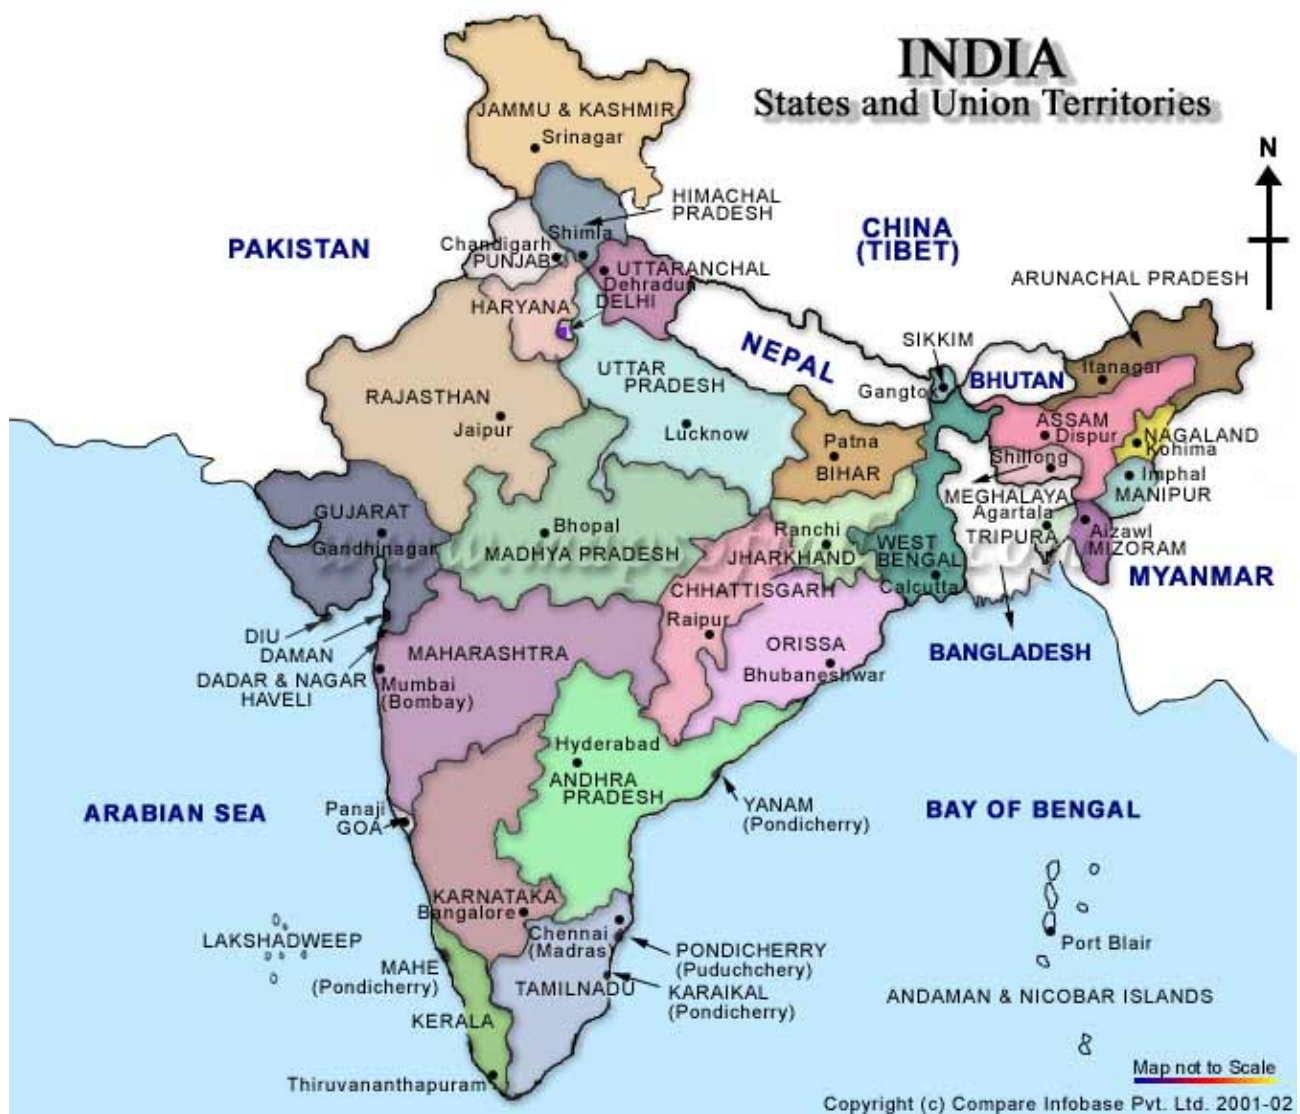 INDIA
States and Union Territories
N
JAMMU & KASHMIR
Srinagar
HIMACHAL
PRADESH
Shimla
PAKISTAN
CHINA
(TIBET)
Chandigarh
PUNJAB
UTTARANCHAL
Dehradun
ARUNACHAL PRADESH
HARYANA
DELHI
SIKKIM
NEPAL
Gangtok
BHUTAN
Itanagar
UTTAR
PRADESH
RAJASTHAN
Jaipur
Lucknow
Patna
BIHAR
ASSAM
Dispur
NAGALAND
Kohima
Shillong
Imphal
MANIPUR
MEGHALAYA
Agartala
TRIPURA
Aizawl
MIZORAM
MYANMAR
GUJARAT
Gandhinagar
Bhopal
MADHYA PRADESH
Ranchi
JHARKHAND
WEST
BENGAL
Calcutta
CHHATTISGARH
Raipur
DIU
DAMAN
DADAR & NAGAR
HAVELI
MAHARASHTRA
Mumbai
(Bombay)
ORISSA
Bhubaneshwar
BANGLADESH
Hyderabad
ANDHRA
PRADESH
ARABIAN SEA
Panaji
GOA
YANAM
(Pondicherry)
BAY OF BENGAL
KARNATAKA
Bangalore
LAKSHADWEEP
Chennai
(Madras)
PONDICHERRY
(Puduchchery)
Port Blair
MAHE
(Pondicherry)
TAMILNADU
KARAIKAL
(Pondicherry)
ANDAMAN & NICOBAR ISLANDS
KERALA
Thiruvananthapuram
Map not to Scale
Copyright (c) Compare Infobase Pvt. Ltd. 2001-02